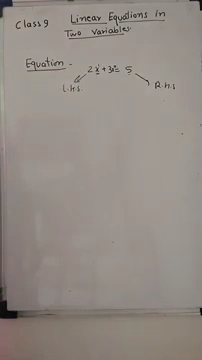 Class 9 Linear Equations in
Two Variables.
Equation -
2x + 3y = 5
L.H.S. R.H.S